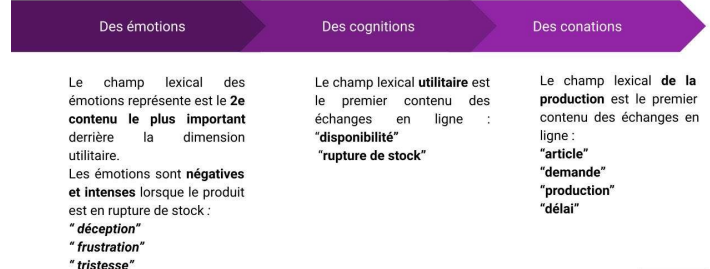 Des émotions
Des cognitions
Des conations
Le champ lexical des
émotions représente est le 2e
contenu le plus important
derrière la dimension
utilitaire.
Les émotions sont négatives
et intenses lorsque le produit
est en rupture de stock :
“ déception”
“ frustration”
“ tristesse”
Le champ lexical utilitaire est
le premier contenu des
échanges en ligne :
“disponibilité”
“rupture de stock”
Le champ lexical de la
production est le premier
contenu des échanges en
ligne :
“article”
“demande”
“production”
“délai”